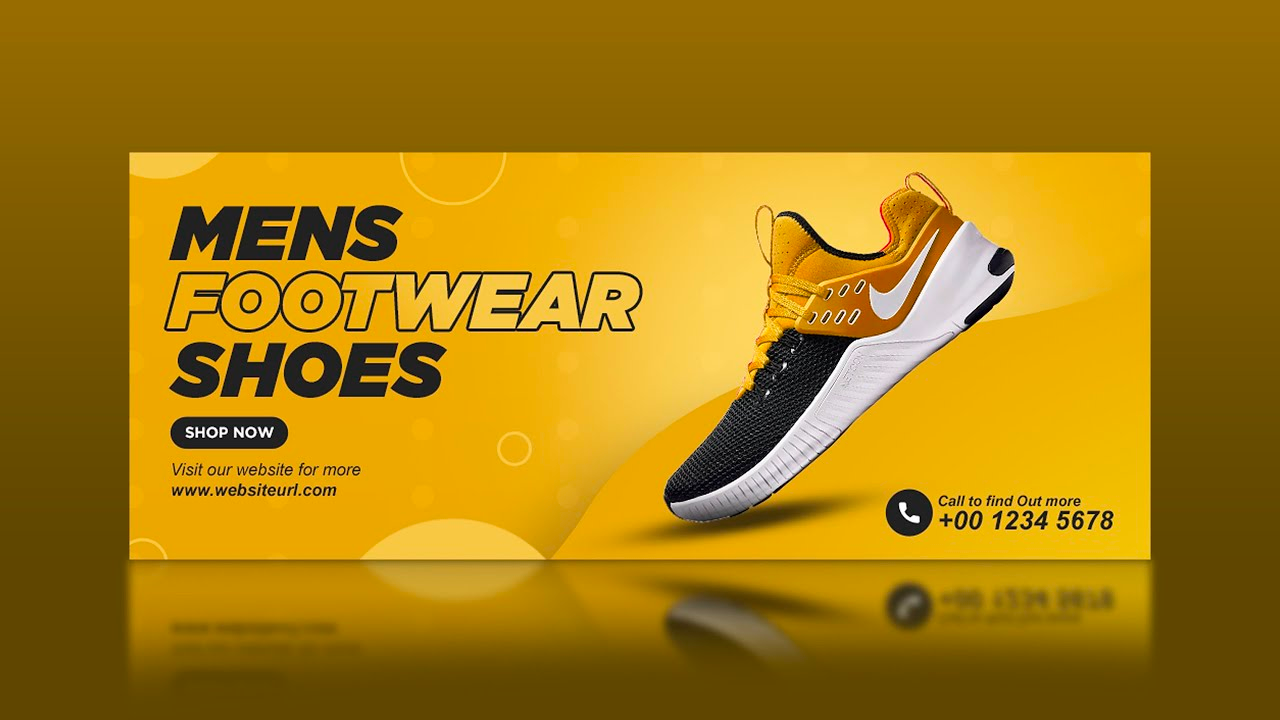 MENS
FOOTWEAR
SHOES
SHOP NOW
Visit our website for more
www.websiteurl.com
Call to find Out more
+00 1234 5678